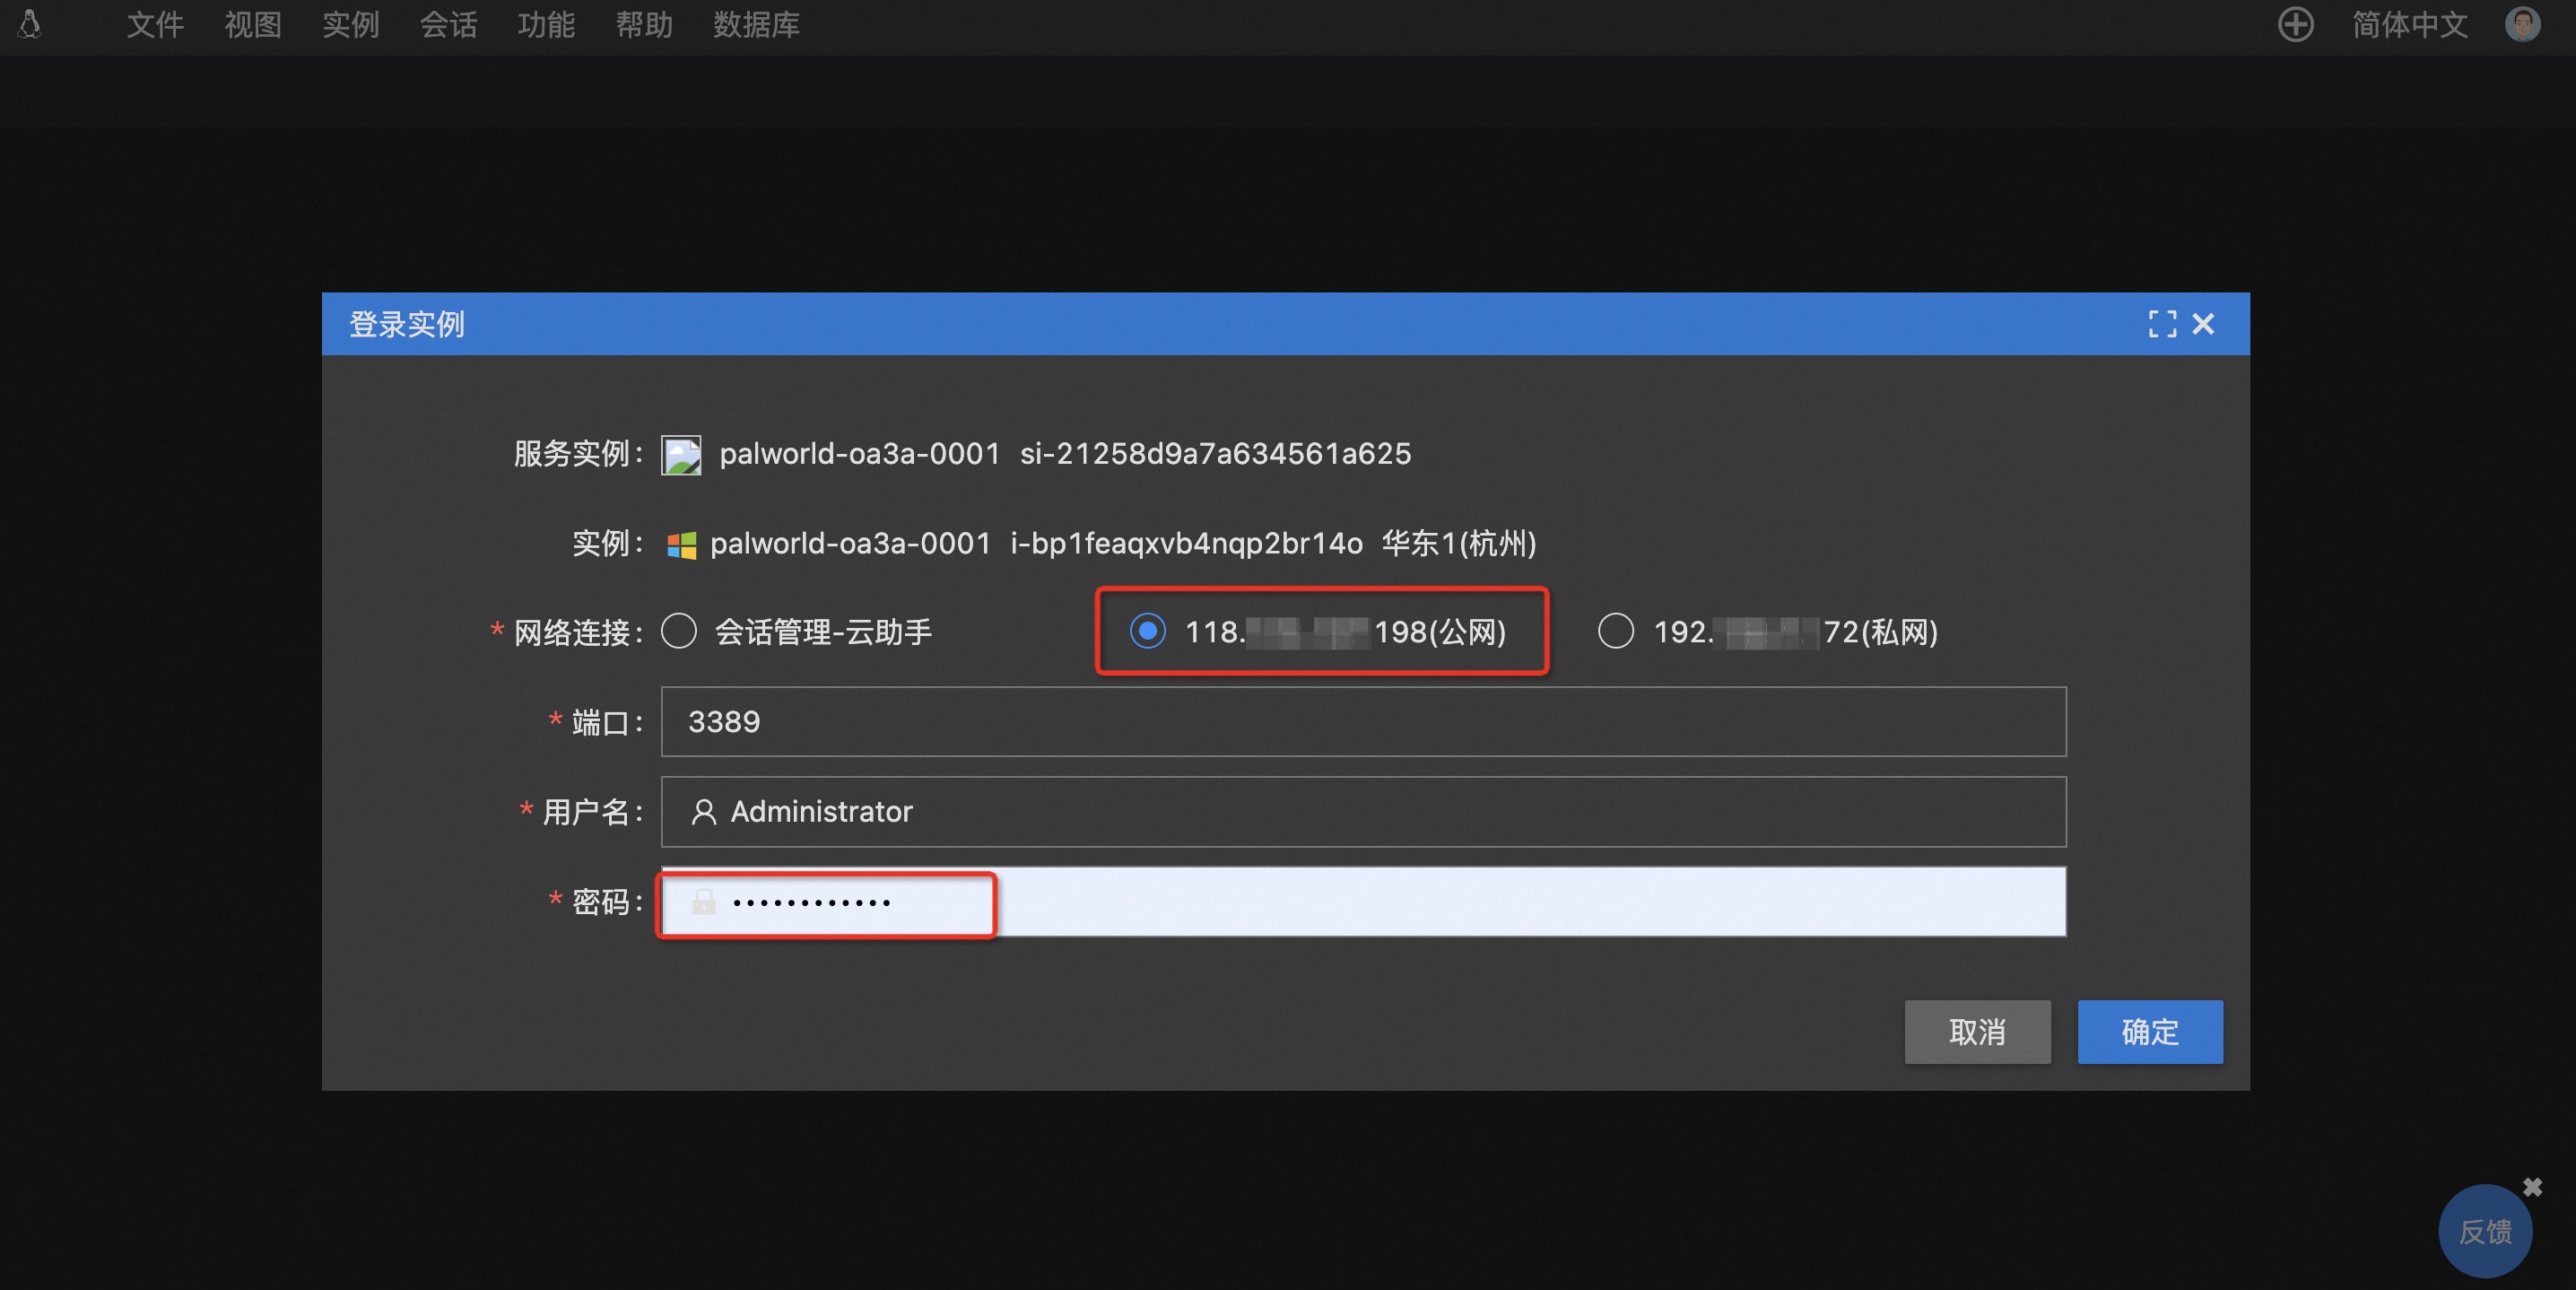 文件 视图 实例 会话 功能 帮助 数据库 简体中文
登录实例
服务实例： palworld-oa3a-0001 si-21258d9a7a634561a625
实例： palworld-oa3a-0001 i-bp1feaqxvb4nqp2br14o 华东1(杭州)
* 网络连接： 会话管理-云助手 118. 198(公网) 192. 72(私网)
* 端口： 3389
* 用户名： Administrator
* 密码： ••••••••••••
取消 确定
反馈